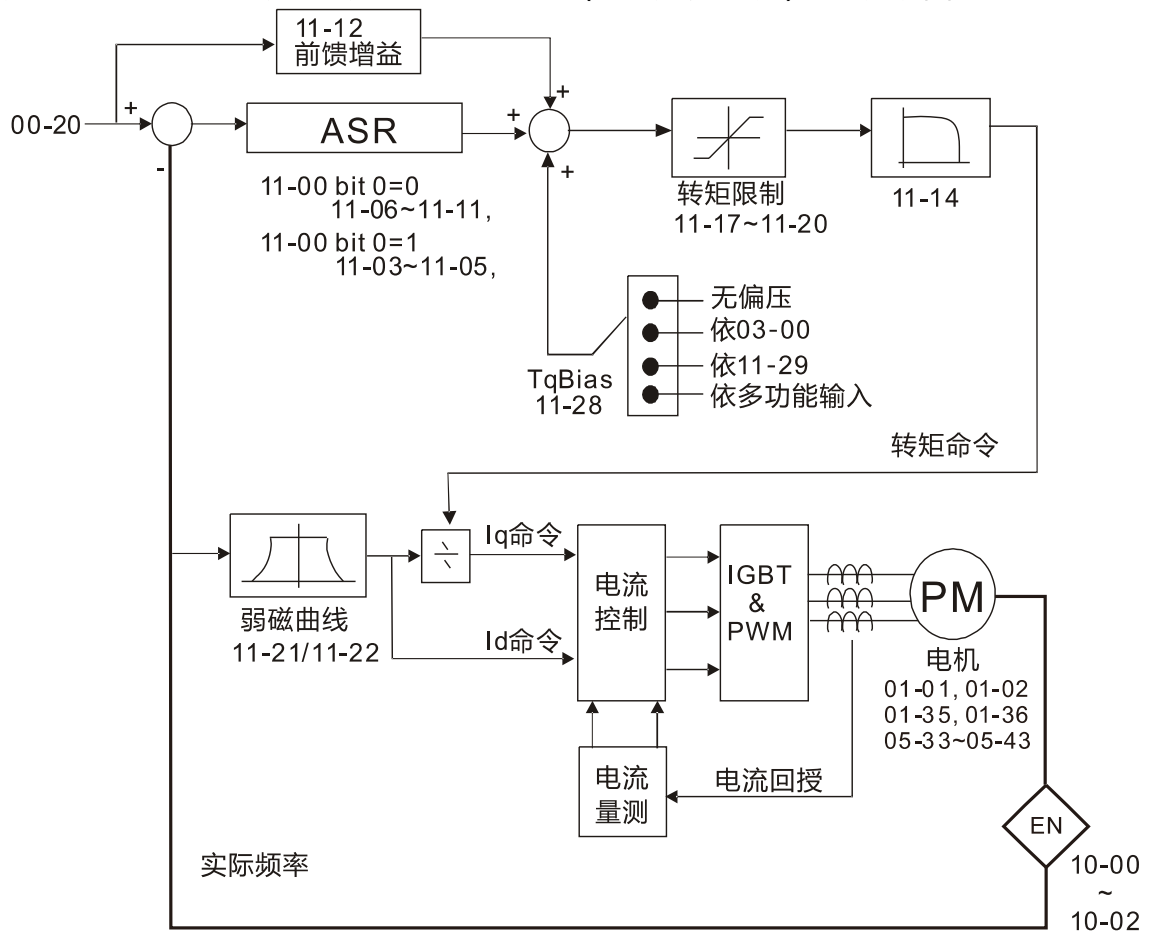 11-12
前馈增益
+
00-20
+
ASR
+
+
-
11-00 bit 0=0
11-06~11-11,
11-00 bit 0=1
11-03~11-05,
转矩限制
11-17~11-20
11-14
无偏压
依03-00
依11-29
依多功能输入
TqBias
11-28
转矩命令
Iq命令
Id命令
弱磁曲线
11-21/11-22
电流
控制
IGBT
&
PWM
PM
电机
01-01, 01-02
01-35, 01-36
05-33~05-43
电流
量测
电流回授
EN
实际频率
10-00
~
10-02